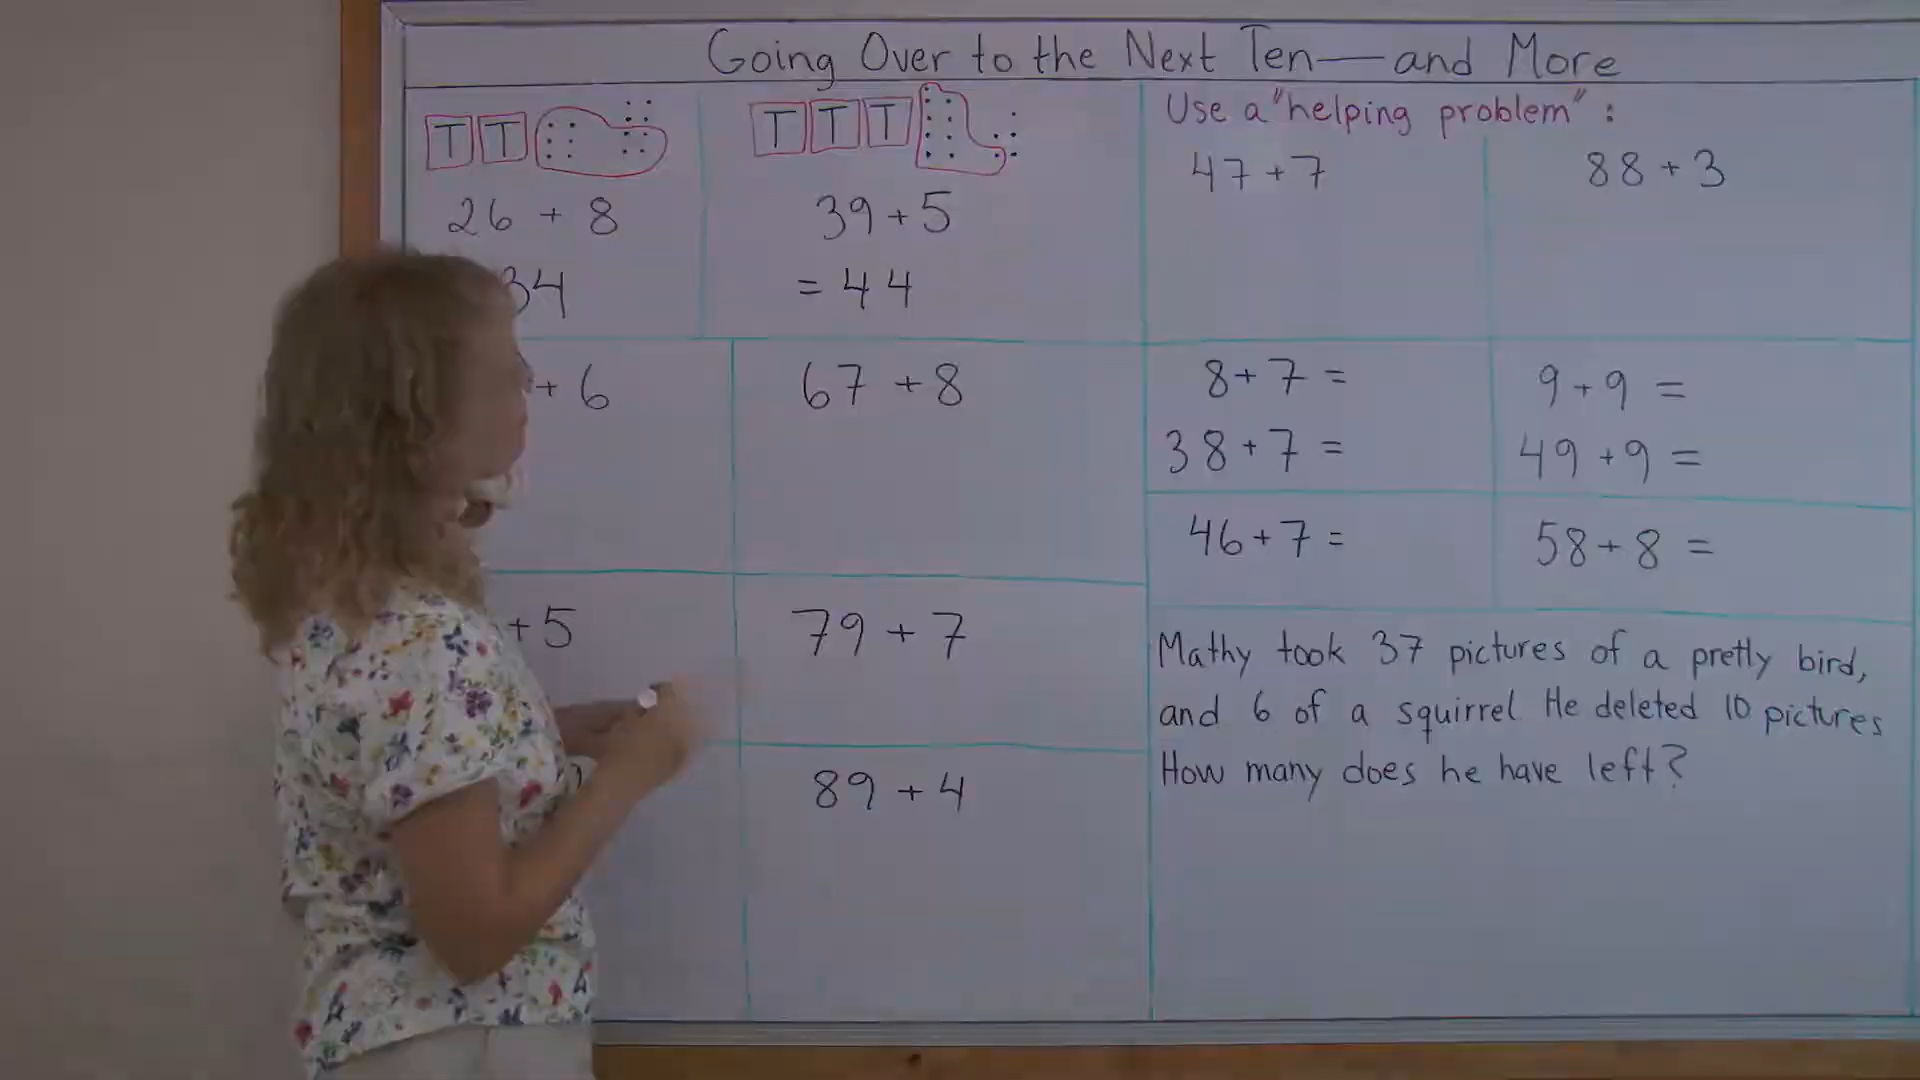 Going Over to the Next Ten—and More
T T
T T T
26 + 8
34
39 + 5
= 44
+ 6
67 + 8
+ 5
79 + 7
89 + 4
Use a "helping problem" :
47 + 7
88 + 3
8 + 7 =
38 + 7 =
9 + 9 =
49 + 9 =
46 + 7 =
58 + 8 =
Mathy took 37 pictures of a pretty bird,
and 6 of a squirrel. He deleted 10 pictures
How many does he have left?